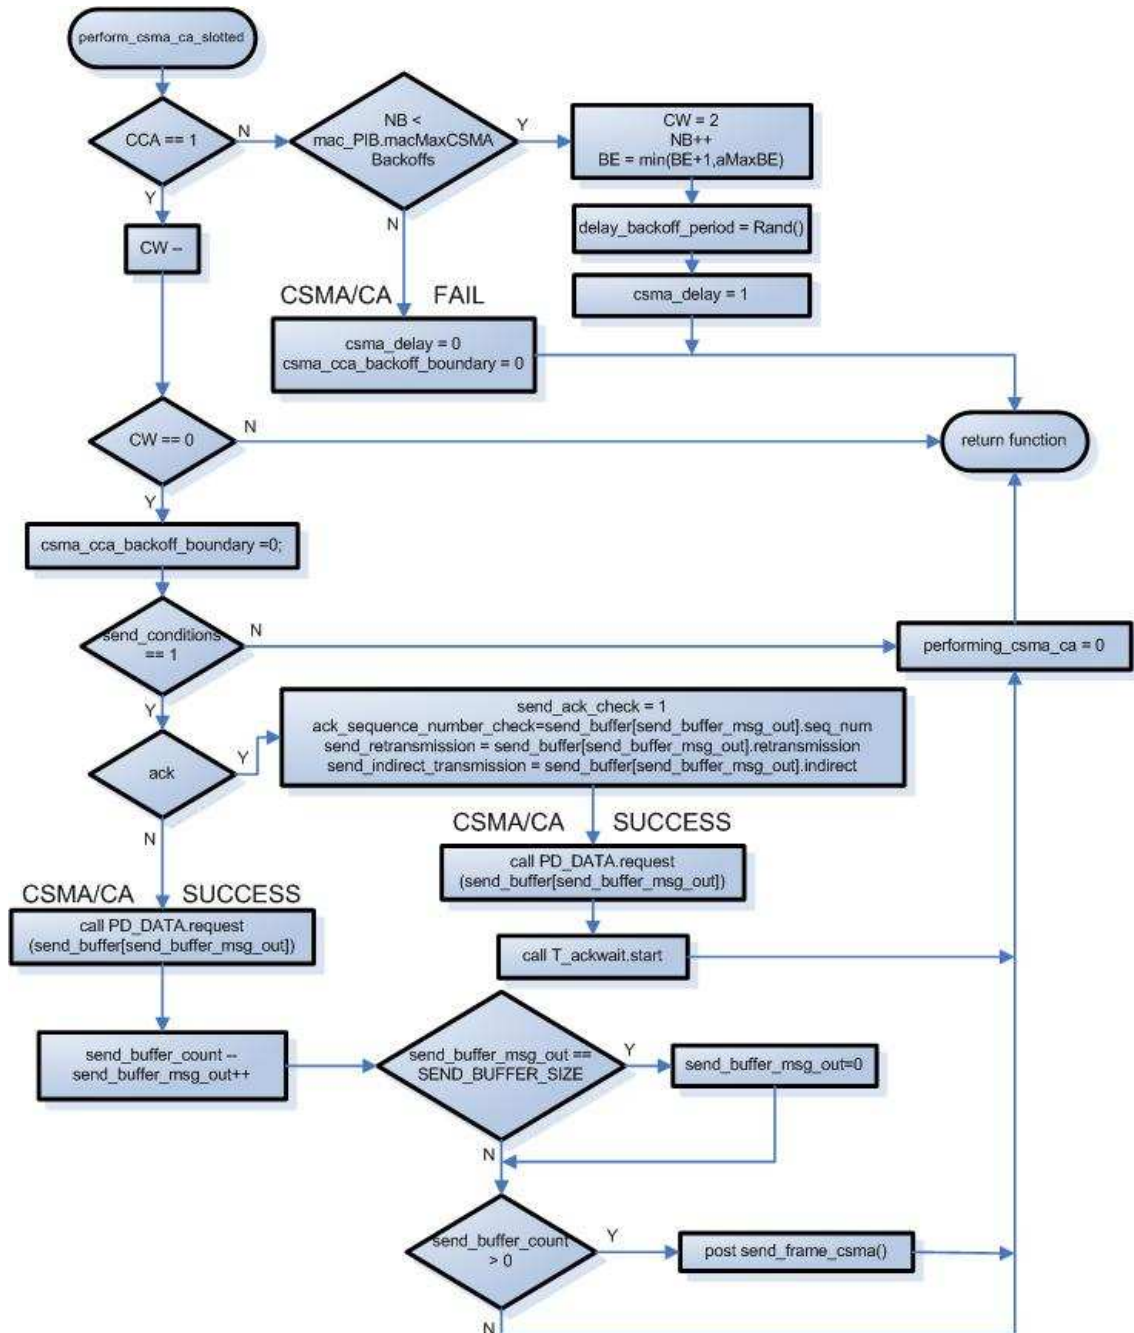 perform_csma_ca_slotted
CCA == 1
N
NB <
mac_PIB.macMaxCSMA
Backoffs
Y
CW = 2
NB++
BE = min(BE+1,aMaxBE)
Y
N
delay_backoff_period = Rand()
CW --
csma_delay = 1
CSMA/CA FAIL
csma_delay = 0
csma_cca_backoff_boundary = 0
CW == 0
N
return function
Y
csma_cca_backoff_boundary =0;
send_conditions
== 1
N
performing_csma_ca = 0
Y
ack
Y
send_ack_check = 1
ack_sequence_number_check=send_buffer[send_buffer_msg_out].seq_num
send_retransmission = send_buffer[send_buffer_msg_out].retransmission
send_indirect_transmission = send_buffer[send_buffer_msg_out].indirect
N
CSMA/CA SUCCESS
call PD_DATA.request
(send_buffer[send_buffer_msg_out])
call T_ackwait.start
CSMA/CA SUCCESS
call PD_DATA.request
(send_buffer[send_buffer_msg_out])
send_buffer_count --
send_buffer_msg_out++
send_buffer_msg_out ==
SEND_BUFFER_SIZE
Y
send_buffer_msg_out=0
N
send_buffer_count
> 0
Y
post send_frame_csma()
N